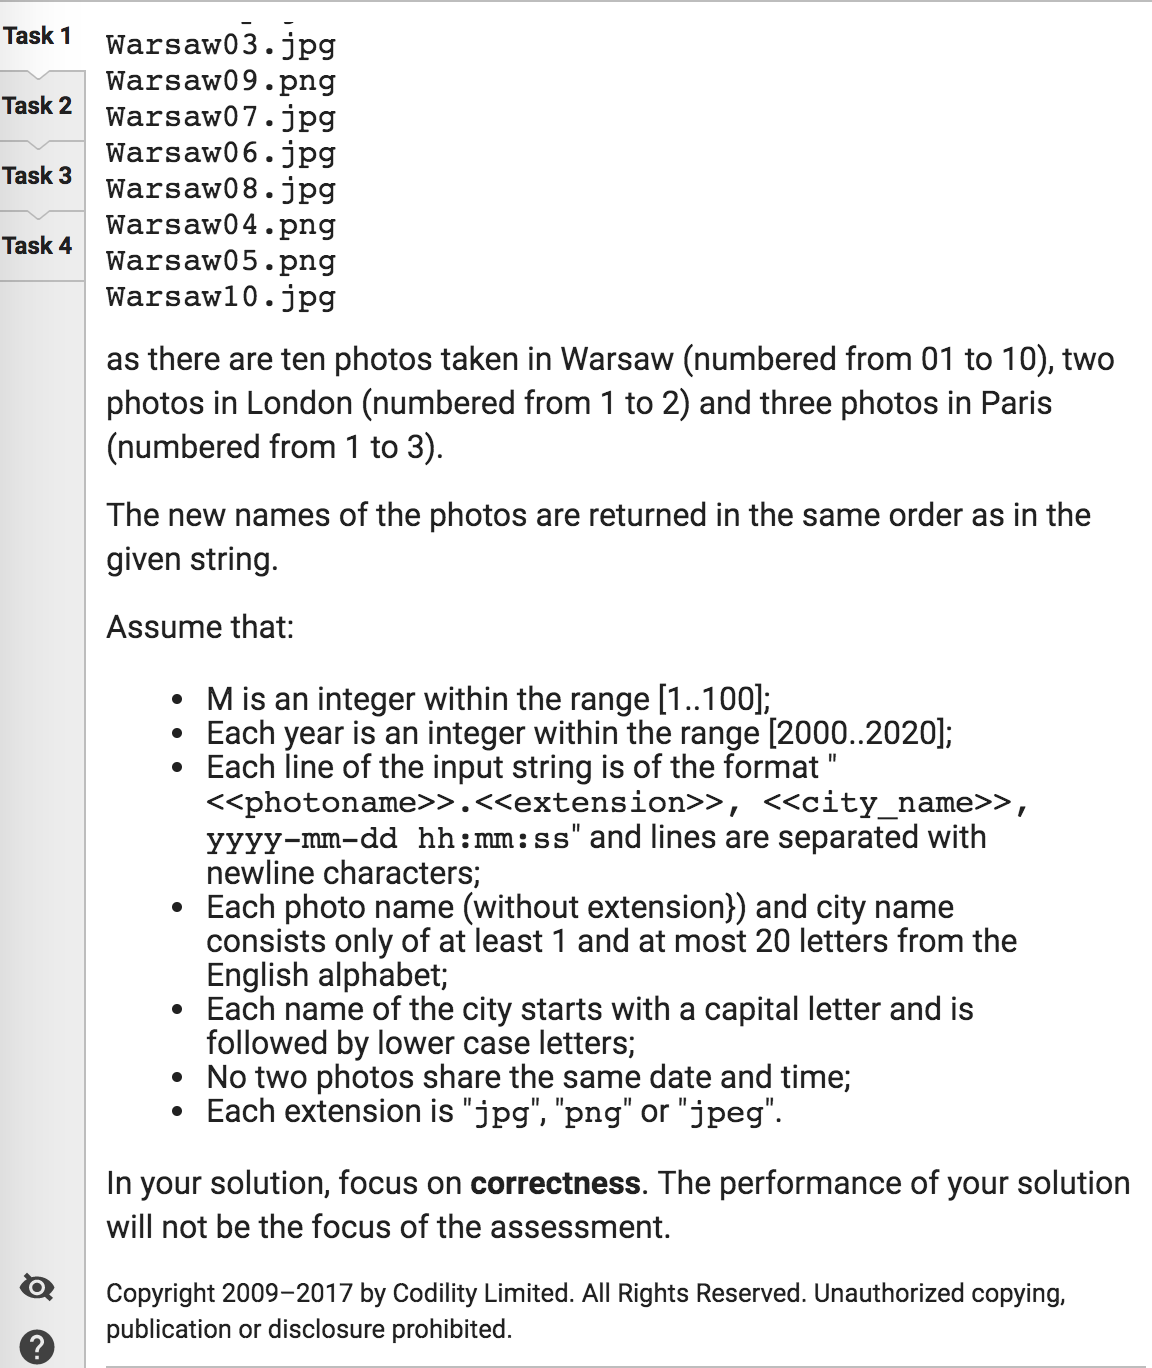 Task 1
Task 2
Task 3
Task 4
Warsaw03.jpg
Warsaw09.png
Warsaw07.jpg
Warsaw06.jpg
Warsaw08.jpg
Warsaw04.png
Warsaw05.png
Warsaw10.jpg
as there are ten photos taken in Warsaw (numbered from 01 to 10), two
photos in London (numbered from 1 to 2) and three photos in Paris
(numbered from 1 to 3).
The new names of the photos are returned in the same order as in the
given string.
Assume that:
• M is an integer within the range [1..100];
• Each year is an integer within the range [2000..2020];
• Each line of the input string is of the format "
<<photoname>>.<<extension>>, <<city_name>>,
yyyy-mm-dd hh:mm:ss" and lines are separated with
newline characters;
• Each photo name (without extension}) and city name
consists only of at least 1 and at most 20 letters from the
English alphabet;
• Each name of the city starts with a capital letter and is
followed by lower case letters;
• No two photos share the same date and time;
• Each extension is "jpg", "png" or "jpeg".
In your solution, focus on correctness. The performance of your solution
will not be the focus of the assessment.
Copyright 2009–2017 by Codility Limited. All Rights Reserved. Unauthorized copying,
publication or disclosure prohibited.
?